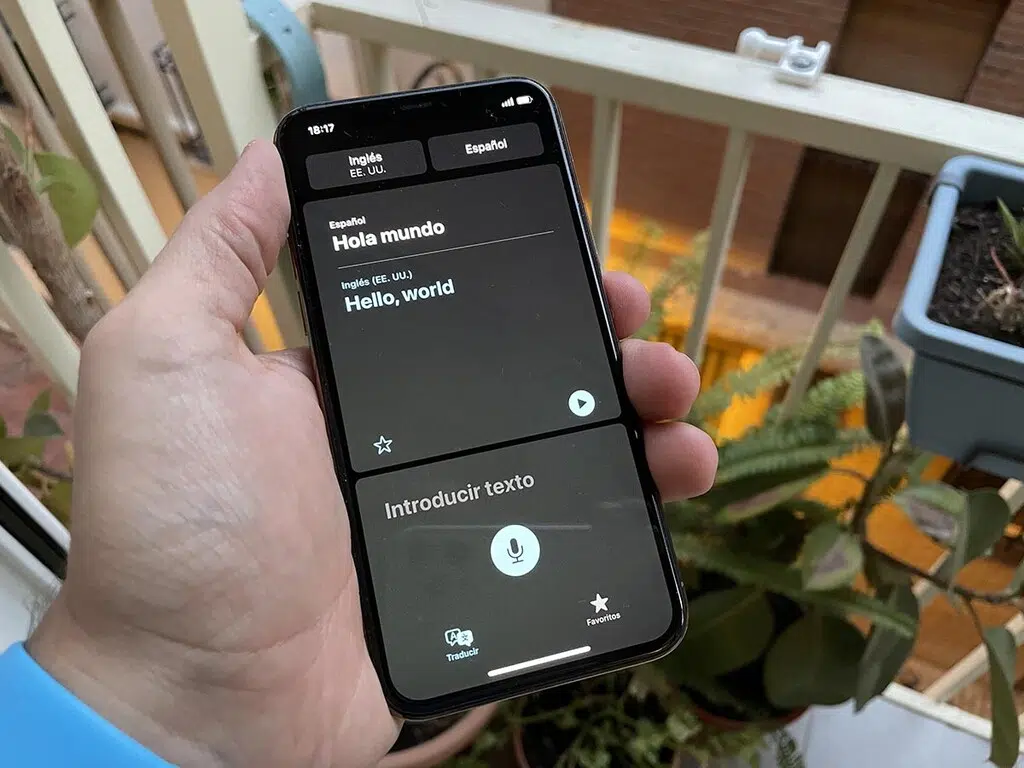 18:17
Inglés
EE. UU.
Español
Español
Hola mundo
Inglés (EE. UU.)
Hello, world
Introducir texto
Traducir
Favoritos